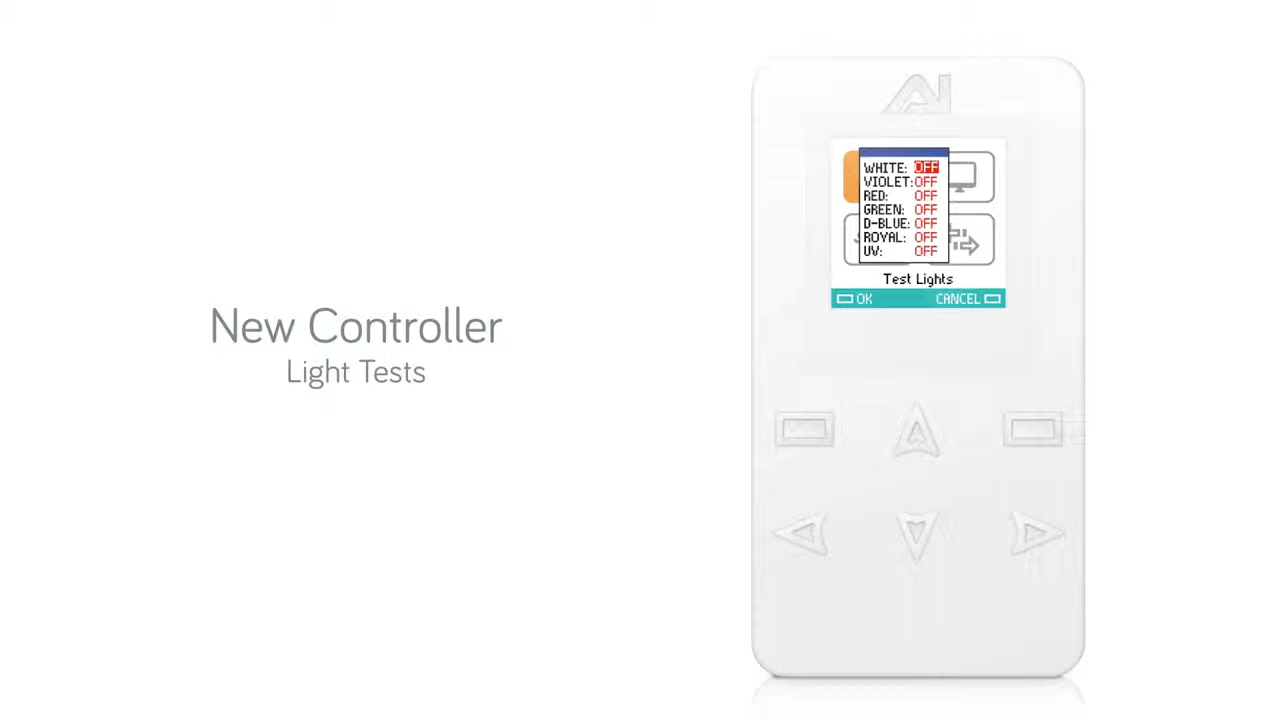 New Controller
Light Tests
AI
WHITE: OFF
VIOLET:OFF
RED: OFF
GREEN: OFF
D-BLUE: OFF
ROYAL: OFF
UV: OFF
Test Lights
OK CANCEL